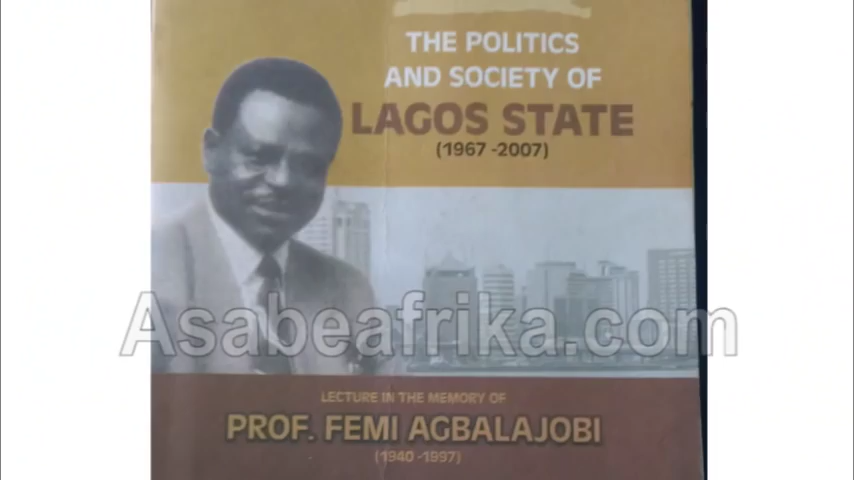 THE POLITICS
AND SOCIETY OF
LAGOS STATE
(1967 -2007)
Asabeafrika.com
LECTURE IN THE MEMORY OF
PROF. FEMI AGBALAJOBI
(1940 -1997)